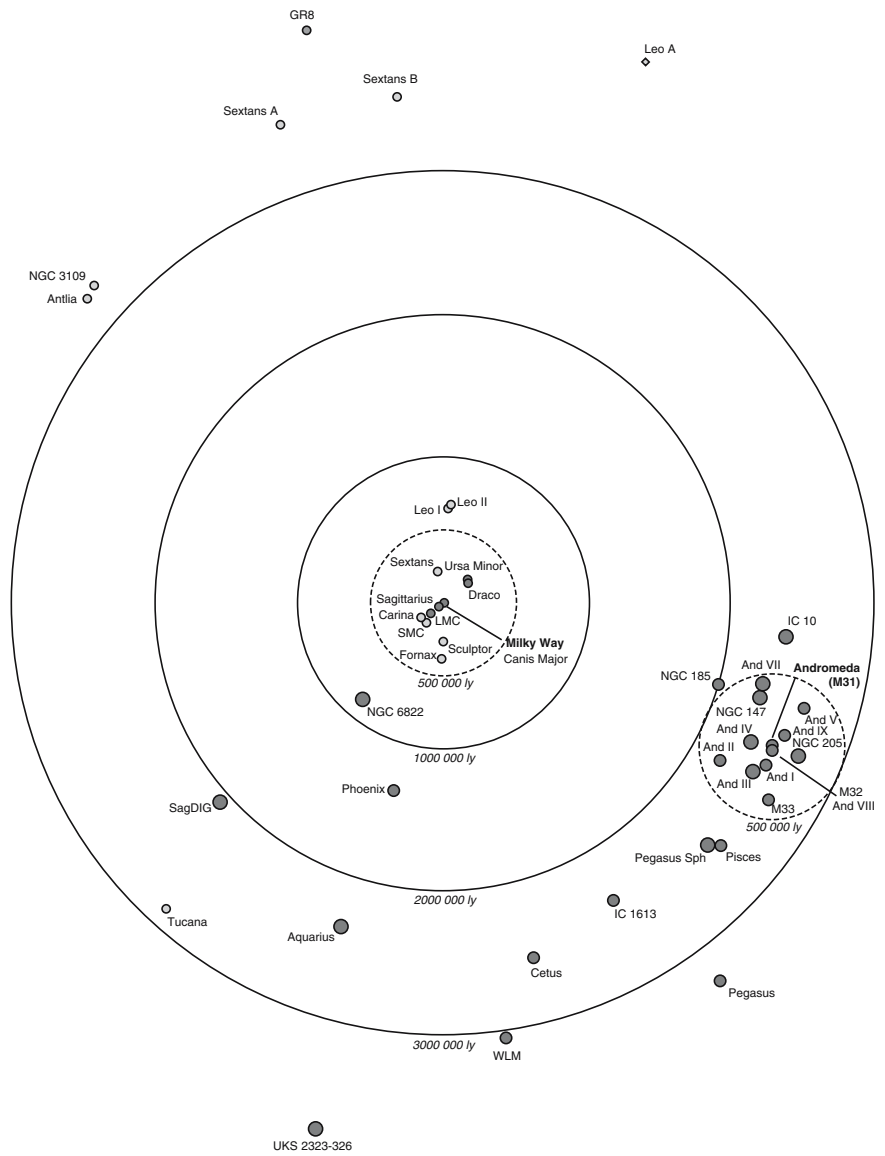 GR8
Leo A
Sextans B
Sextans A
NGC 3109
Antlia
Leo II
Leo I
Sextans
Ursa Minor
Draco
Sagittarius
Carina
LMC
SMC
Milky Way
Canis Major
Sculptor
Fornax
500 000 ly
IC 10
NGC 185
And VII
Andromeda
(M31)
NGC 147
And V
And IV
And IX
NGC 205
And II
And III
And I
M32
And VIII
M33
500 000 ly
NGC 6822
1000 000 ly
Phoenix
SagDIG
Pegasus Sph
Pisces
2000 000 ly
IC 1613
Tucana
Aquarius
Cetus
Pegasus
3000 000 ly
WLM
UKS 2323-326